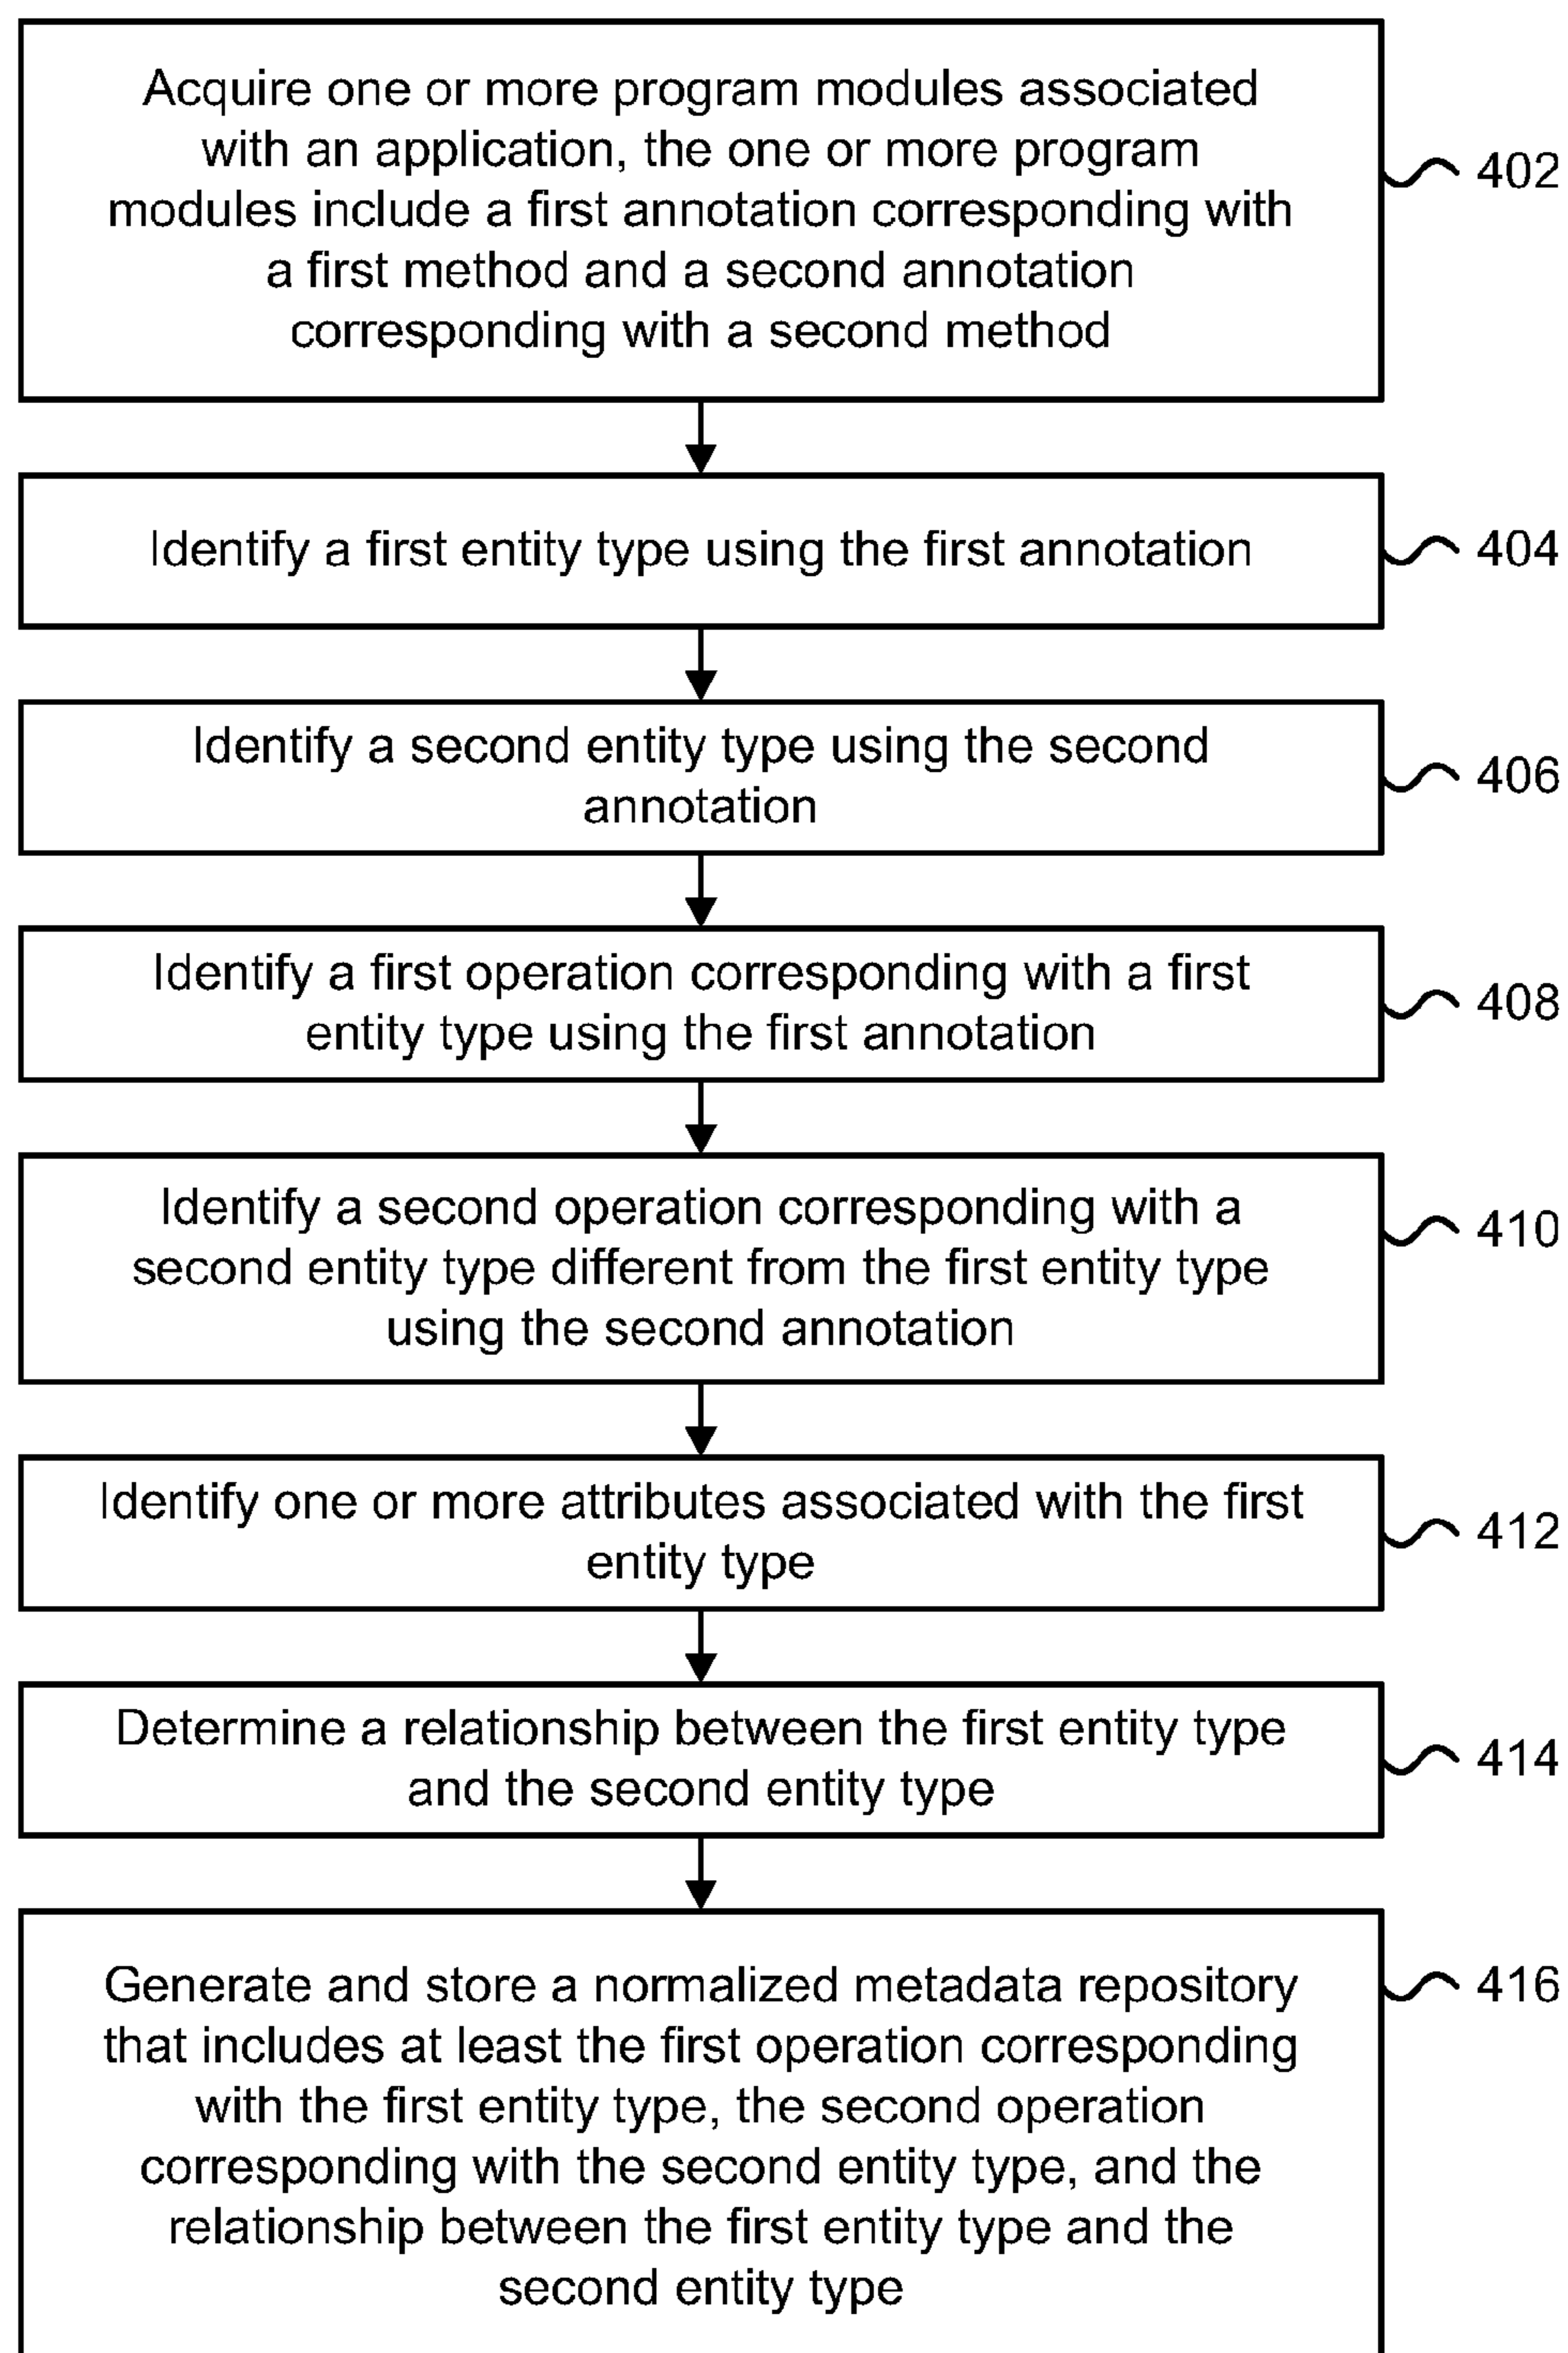 Acquire one or more program modules associated
with an application, the one or more program
modules include a first annotation corresponding with
a first method and a second annotation
corresponding with a second method
402
Identify a first entity type using the first annotation
404
Identify a second entity type using the second
annotation
406
Identify a first operation corresponding with a first
entity type using the first annotation
408
Identify a second operation corresponding with a
second entity type different from the first entity type
using the second annotation
410
Identify one or more attributes associated with the first
entity type
412
Determine a relationship between the first entity type
and the second entity type
414
Generate and store a normalized metadata repository
that includes at least the first operation corresponding
with the first entity type, the second operation
corresponding with the second entity type, and the
relationship between the first entity type and the
second entity type
416